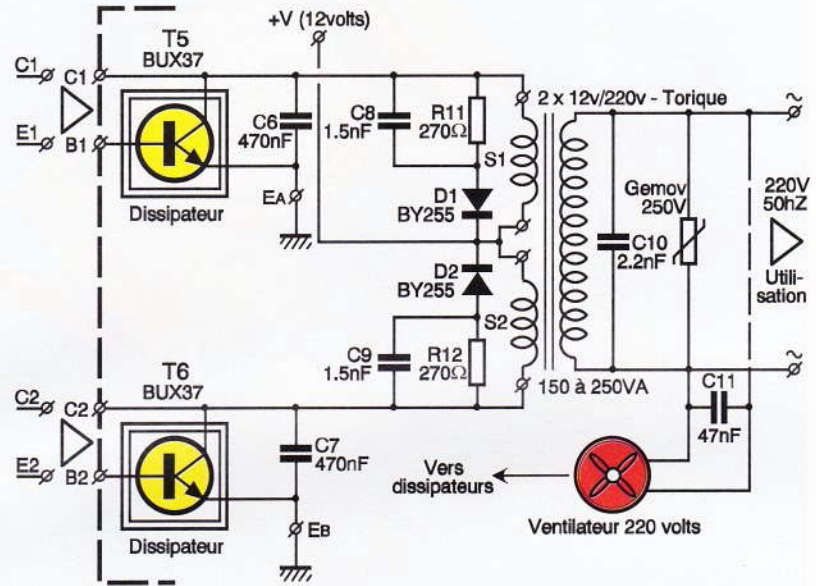 T5
BUX37
+V (12volts)
C1
C1
E1
B1
Dissipateur
C6
470nF
EA
C8
1.5nF
R11
270Ω
D1
BY255
S1
2 x 12v/220v - Torique
Gemov
250V
C10
2.2nF
220V
50hZ
Utili-
sation
~
~
D2
BY255
S2
C9
1.5nF
R12
270Ω
150 à 250VA
C11
47nF
T6
BUX37
C2
C2
E2
B2
Dissipateur
C7
470nF
EB
Vers
dissipateurs
Ventilateur 220 volts